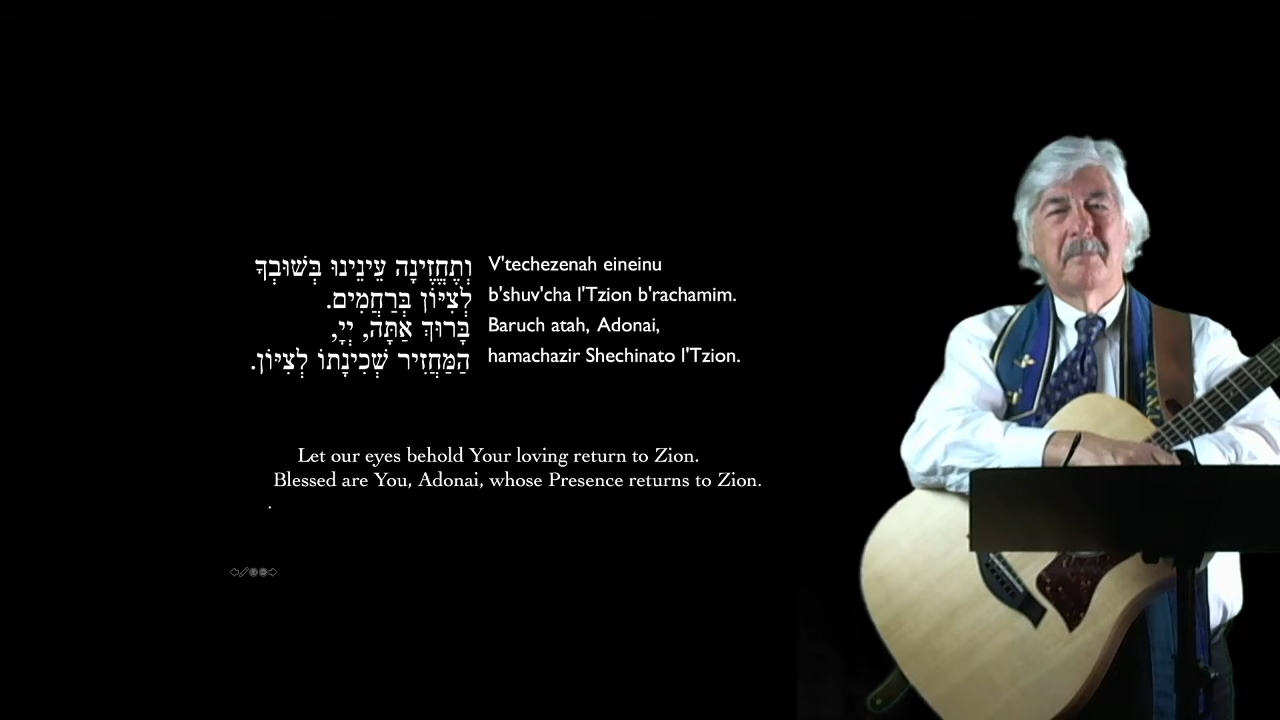 וְתֶחֱזֶינָה עֵינֵינוּ בְּשׁוּבְךָ
לְצִיּוֹן בְּרַחֲמִים.
בָּרוּךְ אַתָּה, יְיָ,
הַמַּחֲזִיר שְׁכִינָתוֹ לְצִיּוֹן.
V'techezenah eineinu
b'shuv'cha l'Tzion b'rachamim.
Baruch atah, Adonai,
hamachazir Shechinato l'Tzion.
Let our eyes behold Your loving return to Zion.
Blessed are You, Adonai, whose Presence returns to Zion.
.